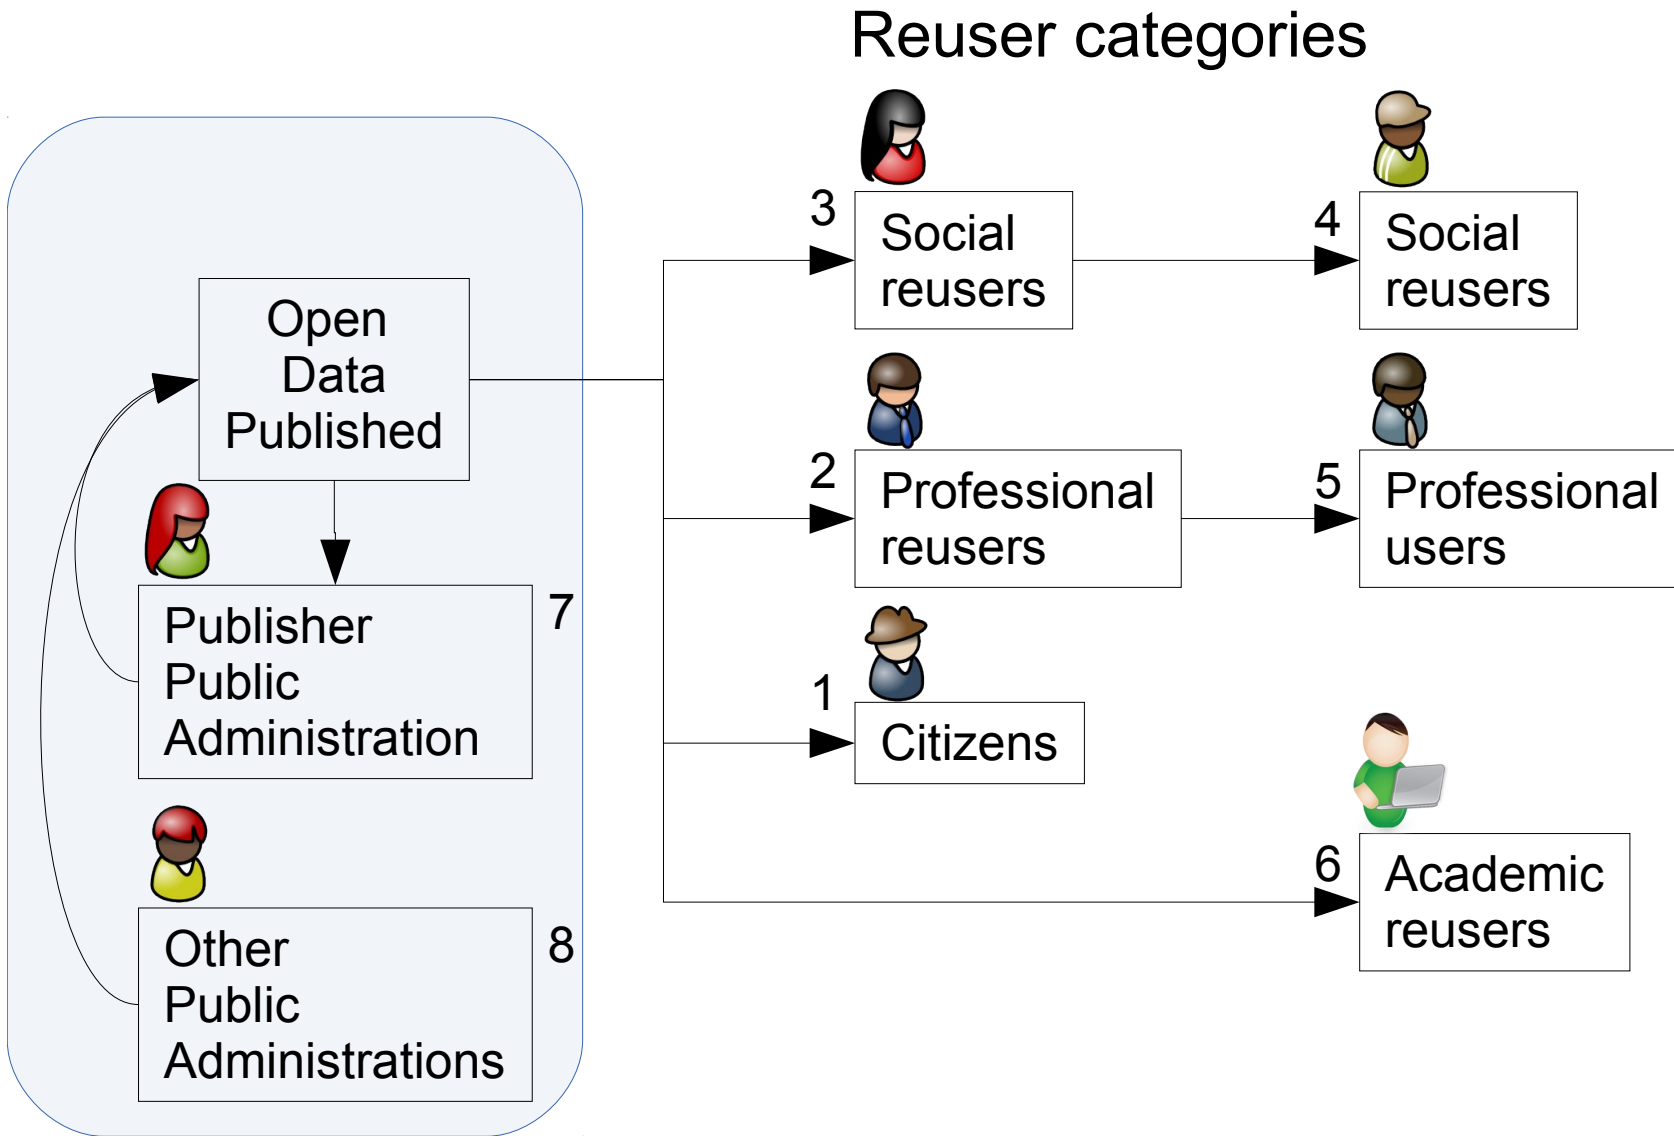 Reuser categories
3
Social
reusers
4
Social
reusers
Open
Data
Published
2
Professional
reusers
5
Professional
users
Publisher
Public
Administration
7
1
Citizens
6
Academic
reusers
Other
Public
Administrations
8